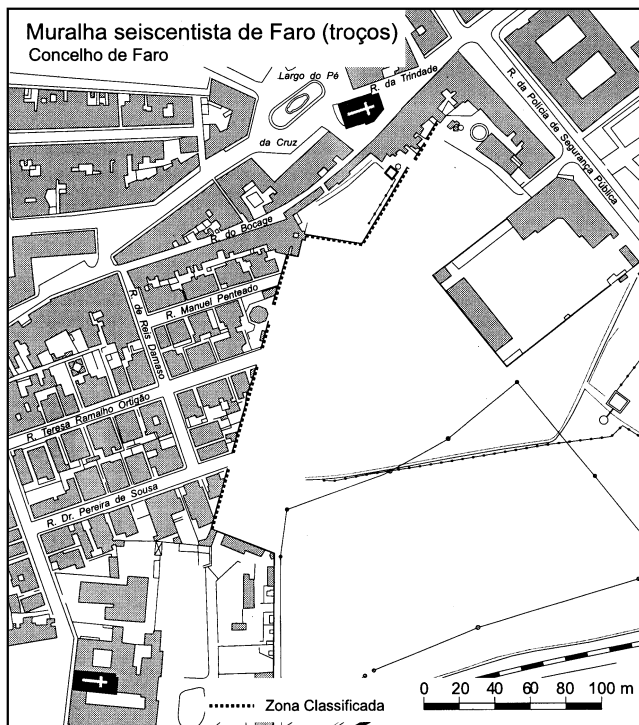 Muralha seiscentista de Faro (troços)
Concelho de Faro
Largo do Pé
da Cruz
R. da Trindade
R. da Polícia de Segurança Pública
R. do Bocage
R. Manuel Penteado
R. de Reis Damaso
R. Teresa Ramalho Ortigão
R. Dr. Pereira de Sousa
Zona Classificada
0 20 40 60 80 100 m